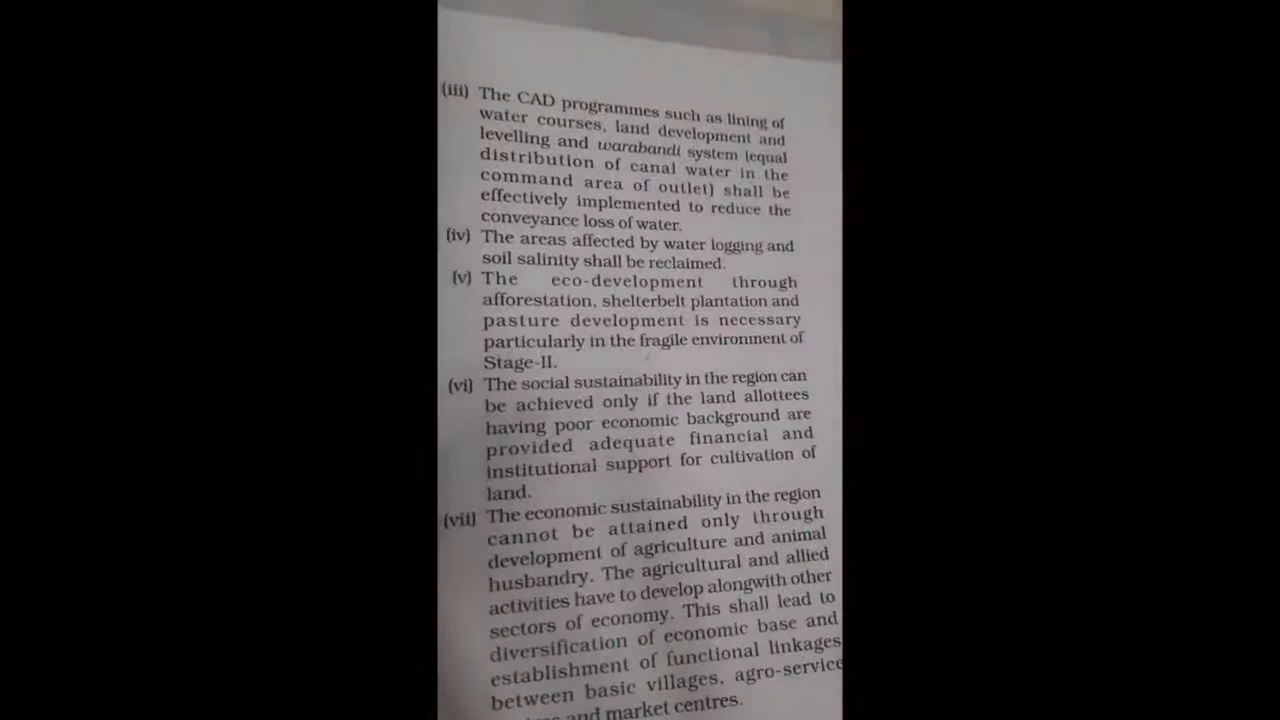 (iii) The CAD programmes such as lining of
water courses, land development and
levelling and warabandi system (equal
distribution of canal water in the
command area of outlet) shall be
effectively implemented to reduce the
conveyance loss of water.
(iv) The areas affected by water logging and
soil salinity shall be reclaimed.
(v) The eco-development through
afforestation, shelterbelt plantation and
pasture development is necessary
particularly in the fragile environment of
Stage-II.
(vi) The social sustainability in the region can
be achieved only if the land allottees
having poor economic background are
provided adequate financial and
institutional support for cultivation of
land.
(vii) The economic sustainability in the region
cannot be attained only through
development of agriculture and animal
husbandry. The agricultural and allied
activities have to develop alongwith other
sectors of economy. This shall lead to
diversification of economic base and
establishment of functional linkages
between basic villages, agro-service
and market centres.